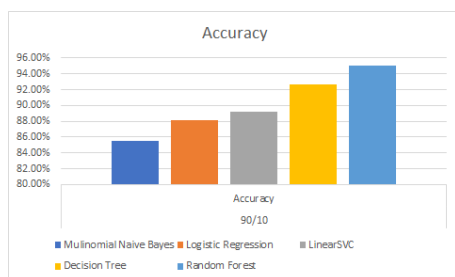 Accuracy
96.00%
94.00%
92.00%
90.00%
88.00%
86.00%
84.00%
82.00%
80.00%
Accuracy
90/10
Mulinomial Naive Bayes Logistic Regression LinearSVC
Decision Tree Random Forest